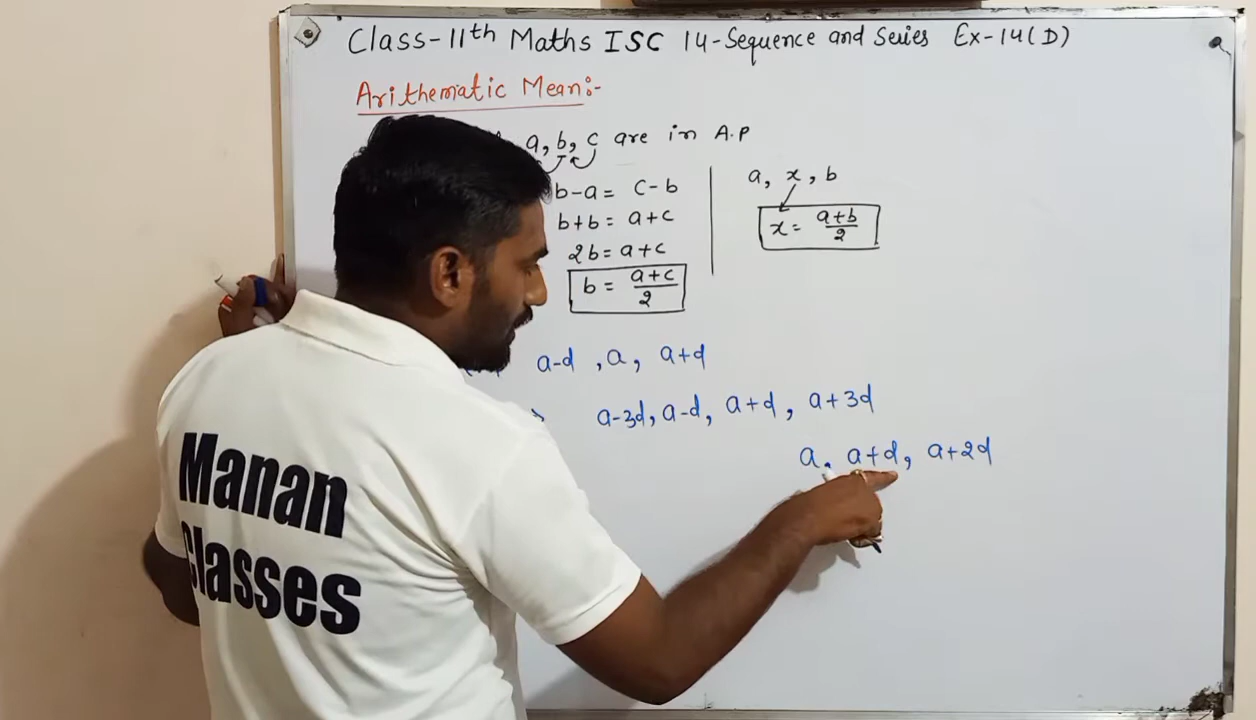 Class-11th Maths ISC 14-Sequence and Series Ex-14(D)
Arithematic Mean:-
a, b, c are in A.P
b-a = c-b
b+b = a+c
2b = a+c
b = a+c/2
a, x, b
x = a+b/2
a-d, a, a+d
a-3d, a-d, a+d, a+3d
a, a+d, a+2d
Manan
Classes